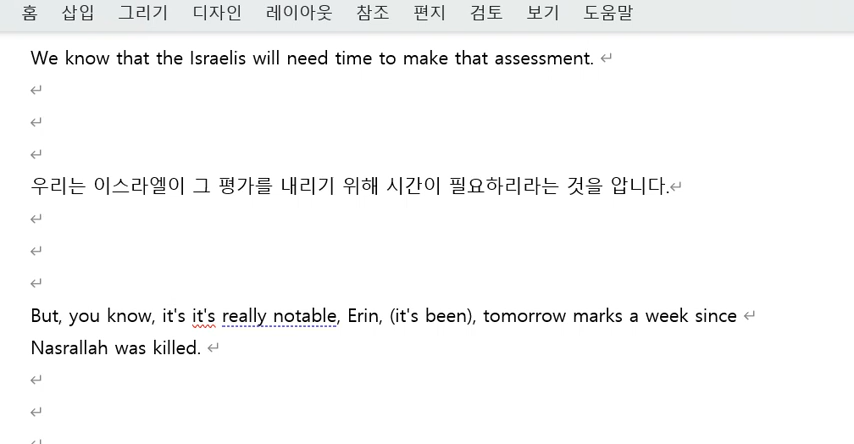 홈 삽입 그리기 디자인 레이아웃 참조 편지 검토 보기 도움말
We know that the Israelis will need time to make that assessment.
우리는 이스라엘이 그 평가를 내리기 위해 시간이 필요하리라는 것을 압니다.
But, you know, it's it's really notable, Erin, (it's been), tomorrow marks a week since
Nasrallah was killed.